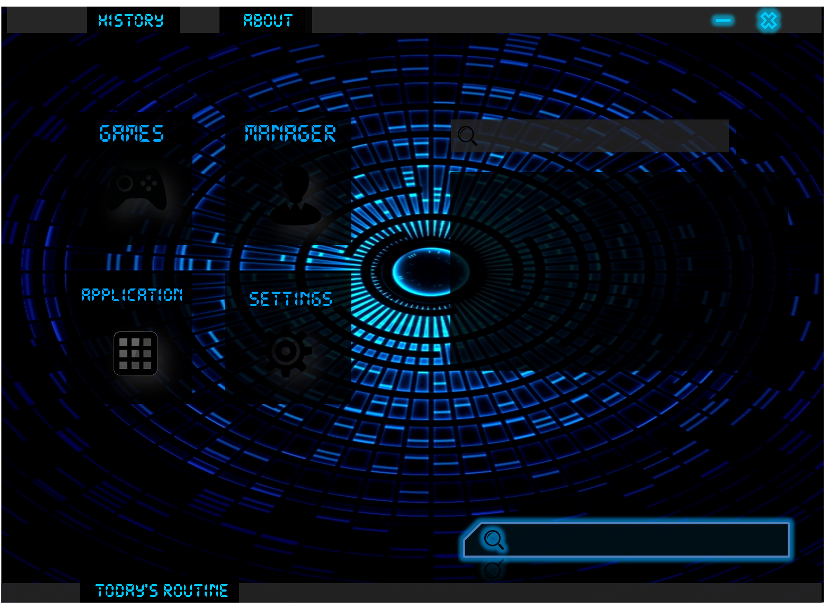 HISTORY
ABOUT
GAMES
MANAGER
APPLICATION
SETTINGS
TODAY'S ROUTINE